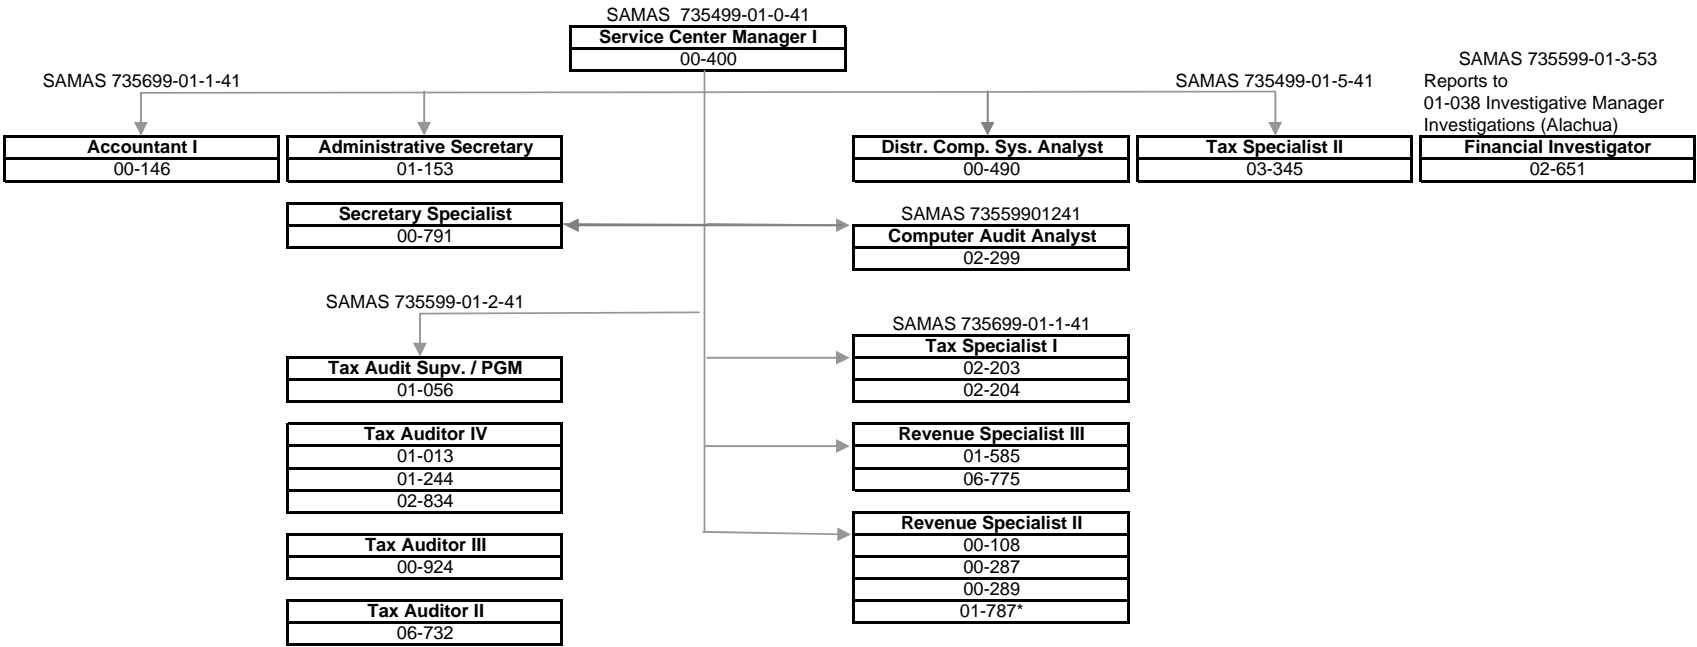 SAMAS  735499-01-0-41
Service Center Manager I
00-400
SAMAS 735699-01-1-41
SAMAS 735499-01-5-41
SAMAS 735599-01-3-53
Reports to
01-038 Investigative Manager
Investigations (Alachua)
Accountant I
00-146
Administrative Secretary
01-153
Distr. Comp. Sys. Analyst
00-490
Tax Specialist II
03-345
Financial Investigator
02-651
Secretary Specialist
00-791
SAMAS 73559901241
Computer Audit Analyst
02-299
SAMAS 735599-01-2-41
Tax Audit Supv. / PGM
01-056
Tax Auditor IV
01-013
01-244
02-834
Tax Auditor III
00-924
Tax Auditor II
06-732
SAMAS 735699-01-1-41
Tax Specialist I
02-203
02-204
Revenue Specialist III
01-585
06-775
Revenue Specialist II
00-108
00-287
00-289
01-787*